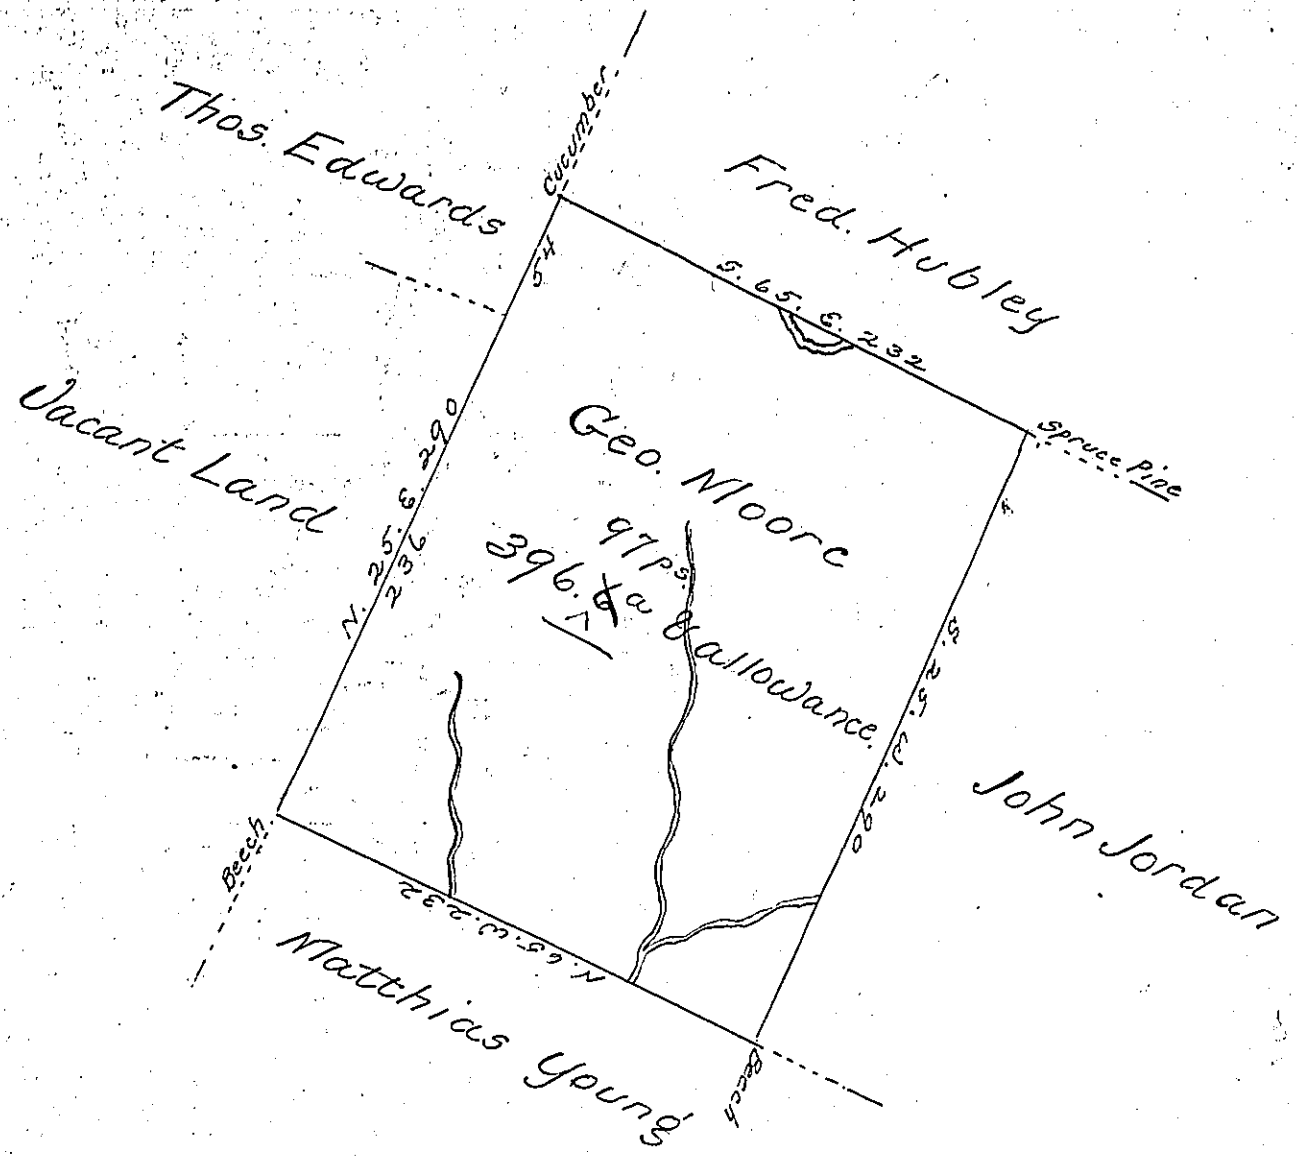 Thos. Edwards
Cucumber.
Fred. Hubley
54
S. 65. E. 232
Spruce Pine
Vacant Land
N. 25. E. 290
236
Geo. Moore
97 ps.
396. a & allowance.
S. 25. W. 290
John Jordan
Beech.
N. 65. W. 232
Matthias Young
Beech